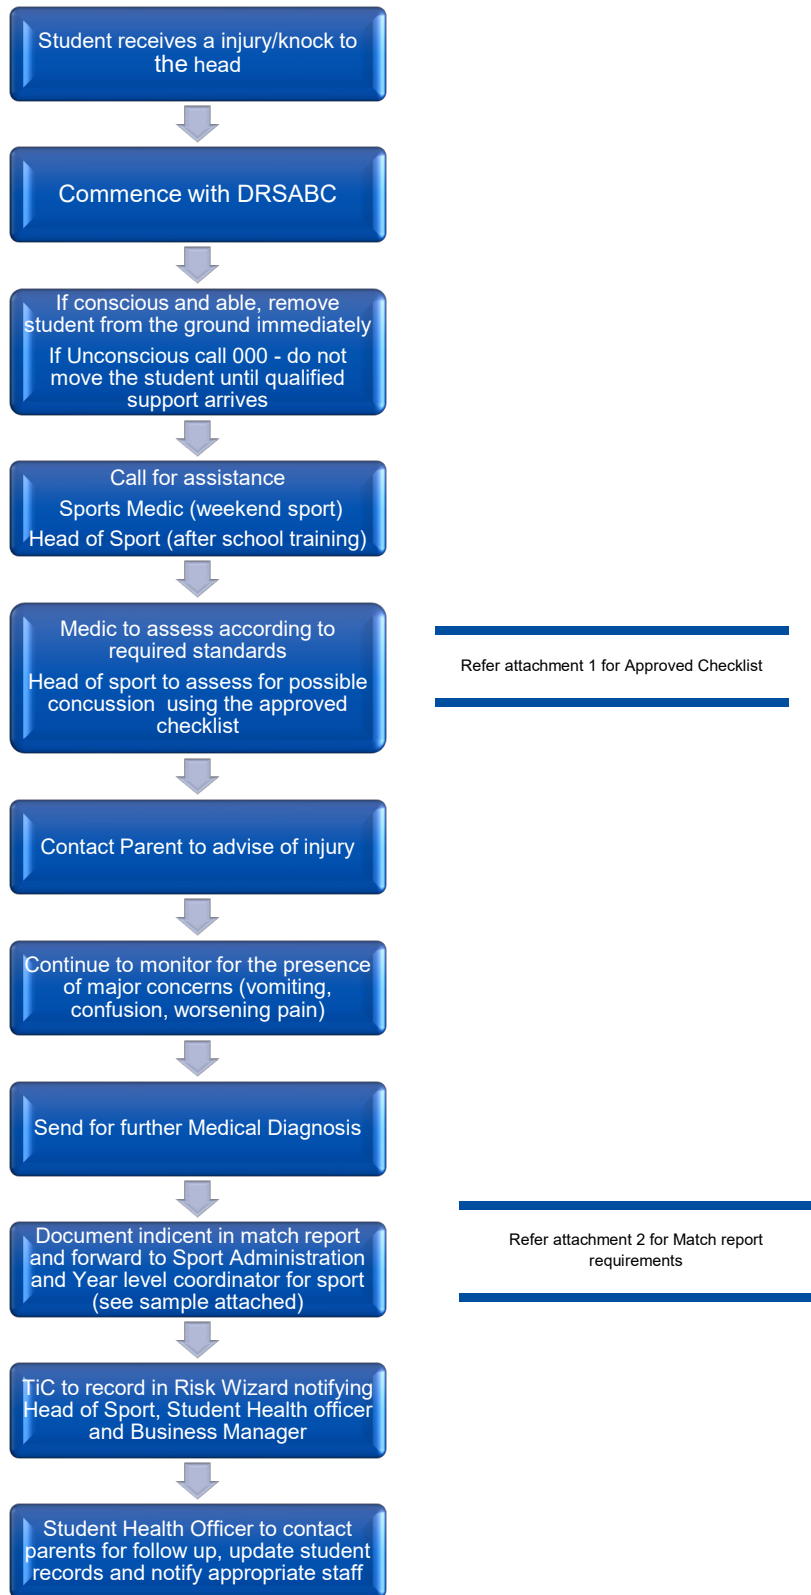 Student receives a injury/knock to
the head
Commence with DRSABC
If conscious and able, remove
student from the ground immediately
If Unconscious call 000 - do not
move the student until qualified
support arrives
Call for assistance
Sports Medic (weekend sport)
Head of Sport (after school training)
Medic to assess according to
required standards
Head of sport to assess for possible
concussion using the approved
checklist
Refer attachment 1 for Approved Checklist
Contact Parent to advise of injury
Continue to monitor for the presence
of major concerns (vomiting,
confusion, worsening pain)
Send for further Medical Diagnosis
Document indicent in match report
and forward to Sport Administration
and Year level coordinator for sport
(see sample attached)
Refer attachment 2 for Match report
requirements
TiC to record in Risk Wizard notifying
Head of Sport, Student Health officer
and Business Manager
Student Health Officer to contact
parents for follow up, update student
records and notify appropriate staff